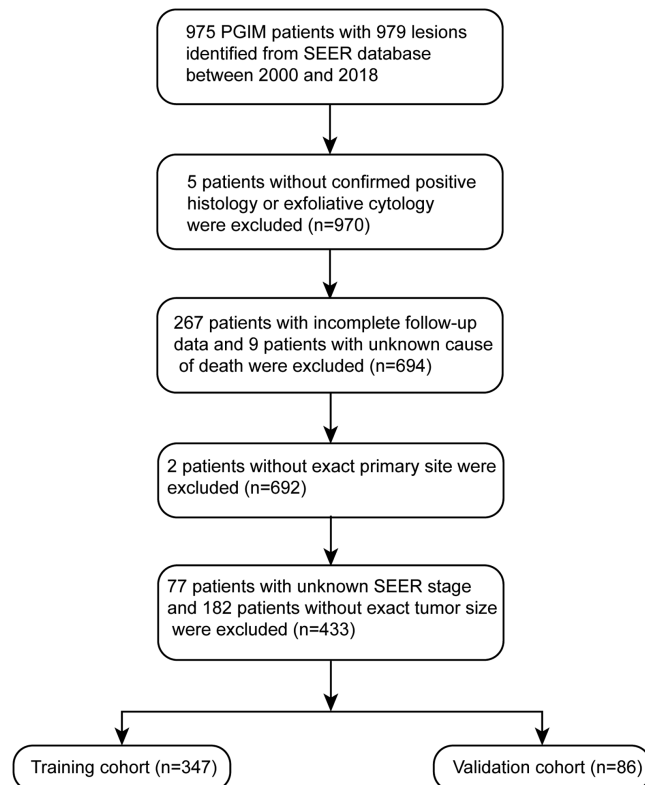 975 PGIM patients with 979 lesions
identified from SEER database
between 2000 and 2018
5 patients without confirmed positive
histology or exfoliative cytology
were excluded (n=970)
267 patients with incomplete follow-up
data and 9 patients with unknown cause
of death were excluded (n=694)
2 patients without exact primary site were
excluded (n=692)
77 patients with unknown SEER stage
and 182 patients without exact tumor size
were excluded (n=433)
Training cohort (n=347)
Validation cohort (n=86)